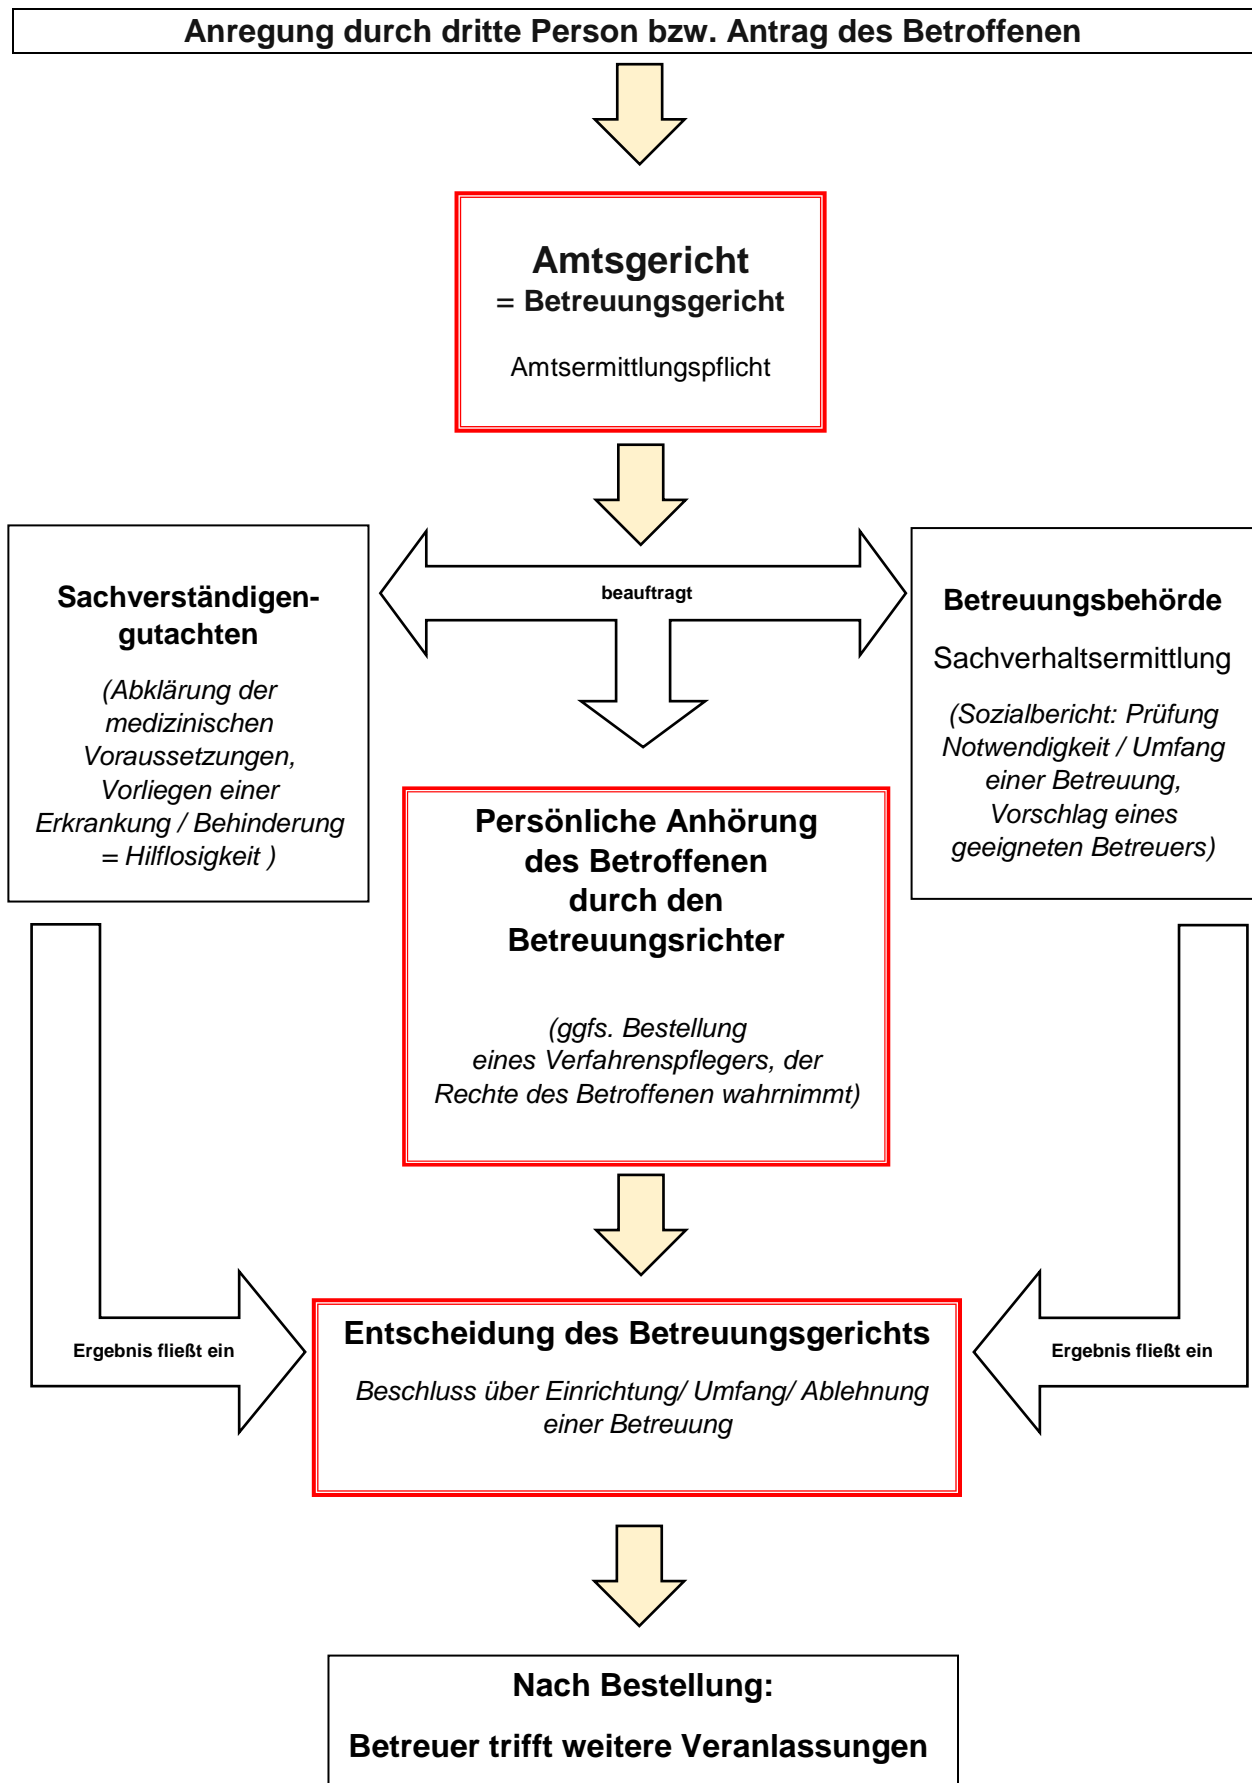 Anregung durch dritte Person bzw. Antrag des Betroffenen
Amtsgericht
= Betreuungsgericht
Amtsermittlungspflicht
beauftragt
Sachverständigen-
gutachten
(Abklärung der
medizinischen
Voraussetzungen,
Vorliegen einer
Erkrankung / Behinderung
= Hilflosigkeit )
Betreuungsbehörde
Sachverhaltsermittlung
(Sozialbericht: Prüfung
Notwendigkeit / Umfang
einer Betreuung,
Vorschlag eines
geeigneten Betreuers)
Persönliche Anhörung
des Betroffenen
durch den
Betreuungsrichter
(ggfs. Bestellung
eines Verfahrenspflegers, der
Rechte des Betroffenen wahrnimmt)
Ergebnis fließt ein
Entscheidung des Betreuungsgerichts
Beschluss über Einrichtung/ Umfang/ Ablehnung
einer Betreuung
Ergebnis fließt ein
Nach Bestellung:
Betreuer trifft weitere Veranlassungen